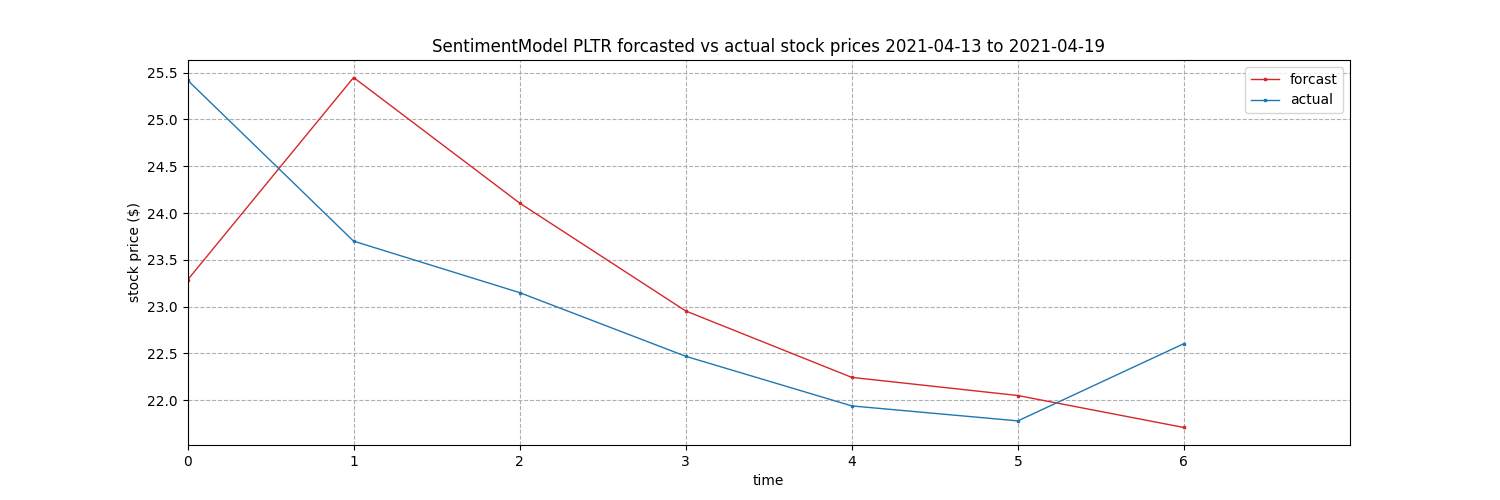 SentimentModel PLTR forcasted vs actual stock prices 2021-04-13 to 2021-04-19
forcast
actual
stock price ($)
25.5
25.0
24.5
24.0
23.5
23.0
22.5
22.0
0 1 2 3 4 5 6
time